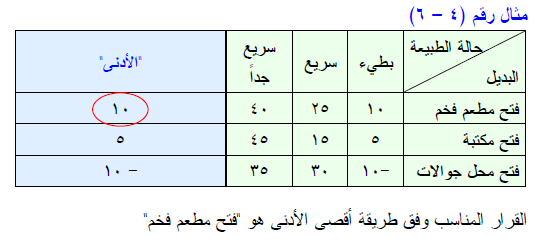 مثال رقم (٤ – ٦)
حالة الطبيعة بطيء سريع سريع جداً "الأدنى"
البديل
فتح مطعم فخم ١٠ ٢٥ ٤٠ ١٠
فتح مكتبة ٥ ١٥ ٤٥ ٥
فتح محل جوالات –١٠ ٣٠ ٣٥ – ١٠
القرار المناسب وفق طريقة أقصى الأدنى هو "فتح مطعم فخم"